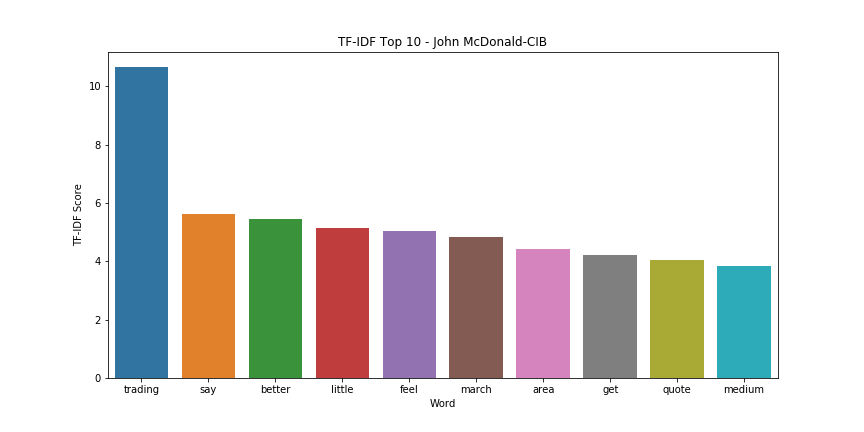 TF-IDF Top 10 - John McDonald-CIB
TF-IDF Score
10
8
6
4
2
0
trading say better little feel march area get quote medium
Word